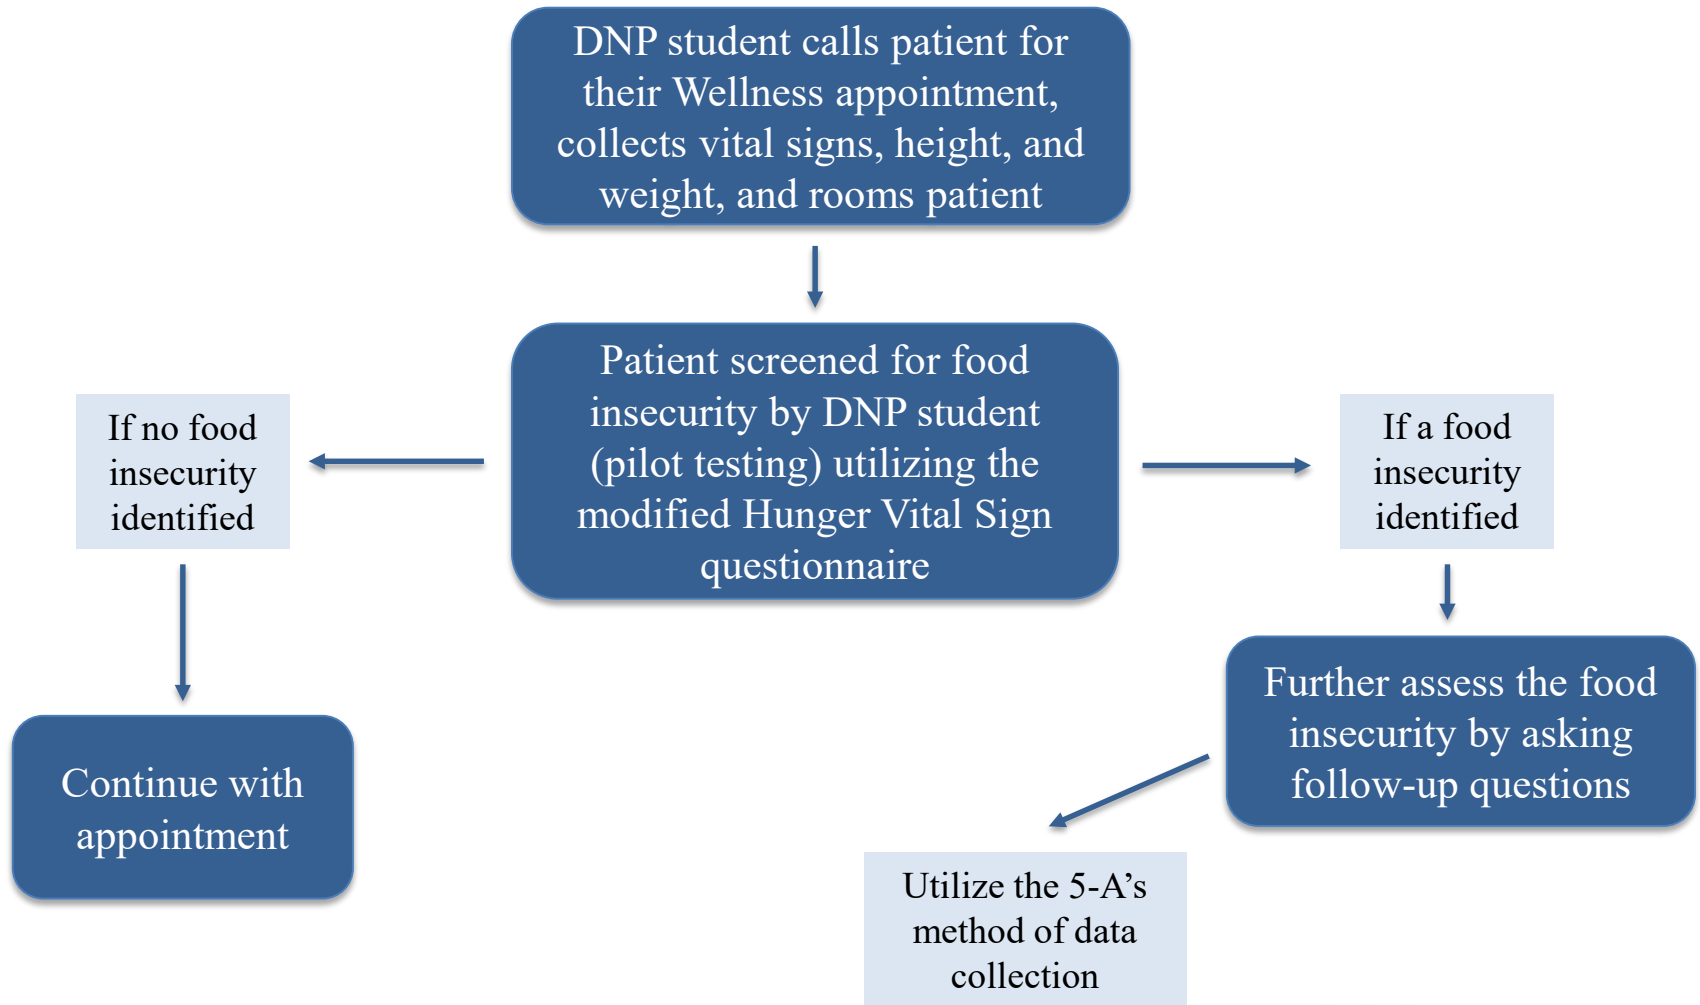 DNP student calls patient for
their Wellness appointment,
collects vital signs, height, and
weight, and rooms patient
Patient screened for food
insecurity by DNP student
(pilot testing) utilizing the
modified Hunger Vital Sign
questionnaire
If no food
insecurity
identified
If a food
insecurity
identified
Continue with
appointment
Further assess the food
insecurity by asking
follow-up questions
Utilize the 5-A’s
method of data
collection